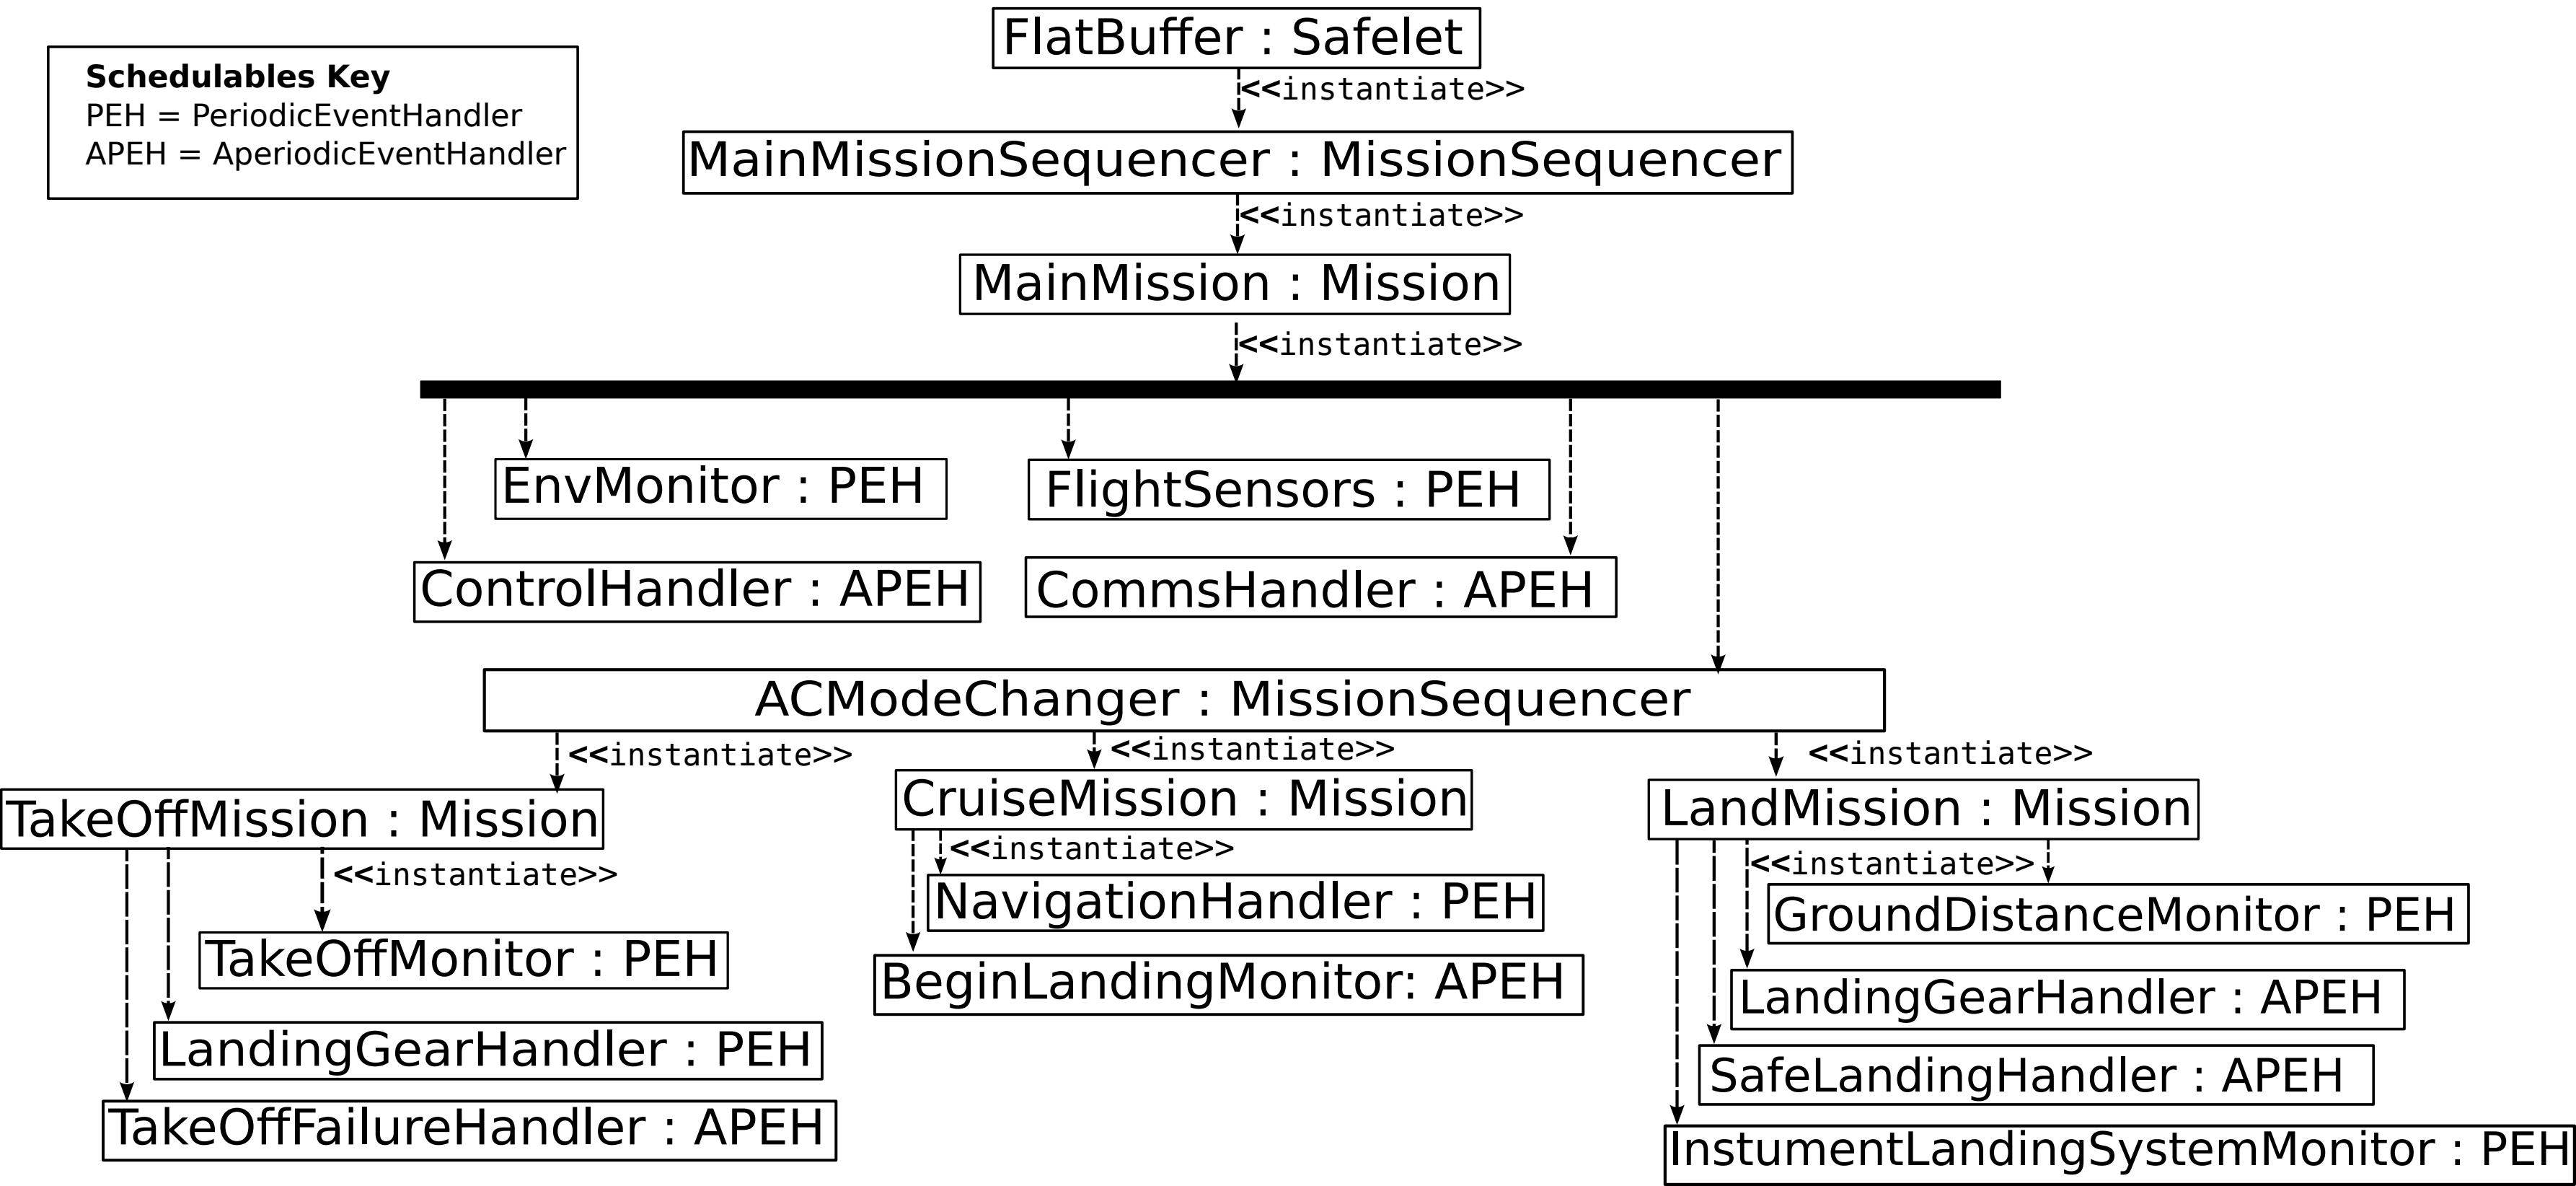 FlatBuffer : Safelet
Schedulables Key
PEH = PeriodicEventHandler
APEH = AperiodicEventHandler
<<instantiate>>
MainMissionSequencer : MissionSequencer
<<instantiate>>
MainMission : Mission
<<instantiate>>
EnvMonitor : PEH
FlightSensors : PEH
ControlHandler : APEH
CommsHandler : APEH
ACModeChanger : MissionSequencer
<<instantiate>>
<<instantiate>>
<<instantiate>>
TakeOffMission : Mission
CruiseMission : Mission
LandMission : Mission
<<instantiate>>
<<instantiate>>
<<instantiate>>
TakeOffMonitor : PEH
NavigationHandler : PEH
GroundDistanceMonitor : PEH
LandingGearHandler : PEH
BeginLandingMonitor: APEH
LandingGearHandler : APEH
TakeOffFailureHandler : APEH
SafeLandingHandler : APEH
InstumentLandingSystemMonitor : PEH